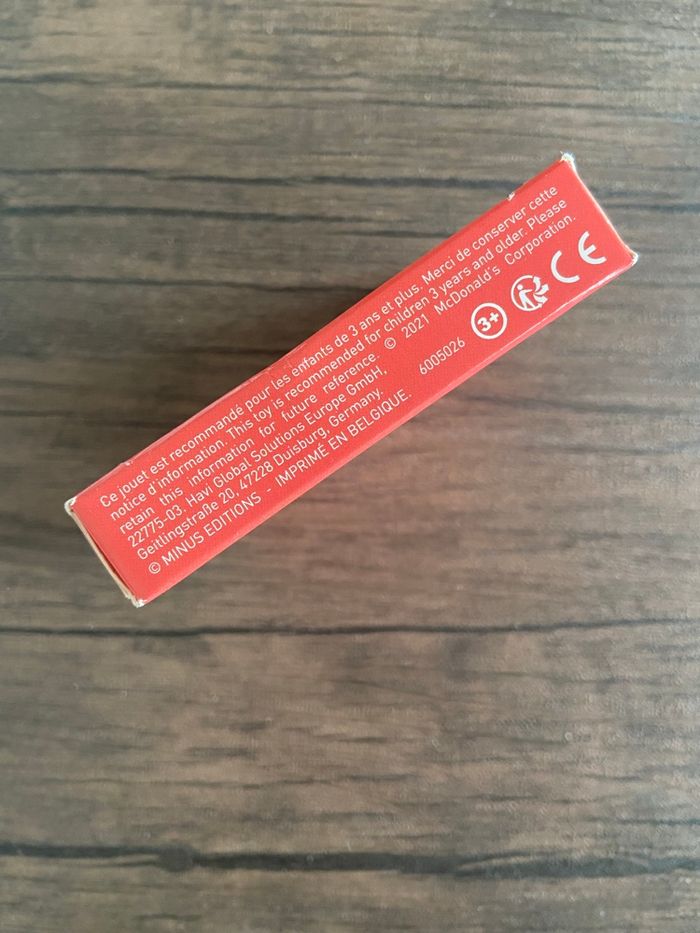 Ce jouet est recommandé pour les enfants de 3 ans et plus. Merci de conserver cette
notice d'information. This toy is recommended for children 3 years and older. Please
retain this information for future reference. © 2021 McDonald's Corporation.
22775-03. Havi Global Solutions Europe GmbH,
Geitlingstraße 20, 47228 Duisburg, Germany.
© MINUS EDITIONS - IMPRIMÉ EN BELGIQUE.
6005026
3+
CE